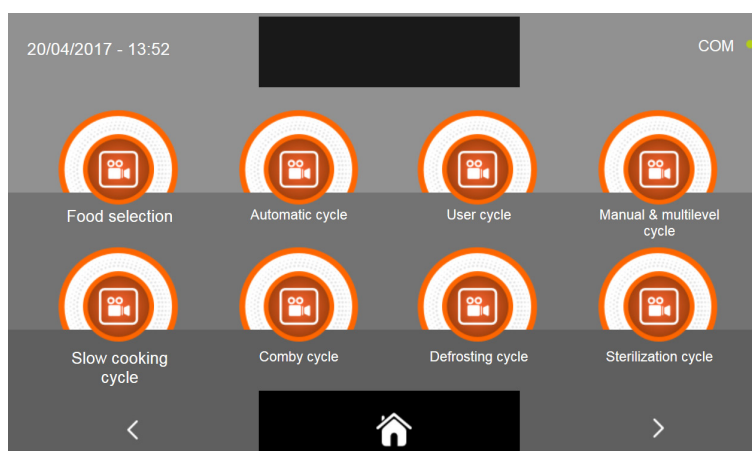 20/04/2017 - 13:52
COM
Food selection
Automatic cycle
User cycle
Manual & multilevel
cycle
Slow cooking
cycle
Comby cycle
Defrosting cycle
Sterilization cycle